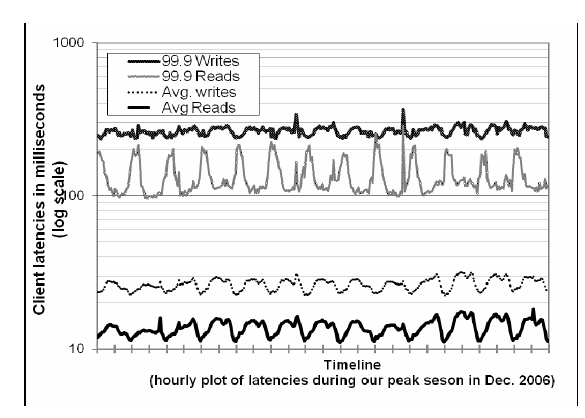 1000
99.9 Writes
99.9 Reads
Avg. writes
Avg Reads
Client latencies in milliseconds
(log scale)
100
10
Timeline
(hourly plot of latencies during our peak seson in Dec. 2006)